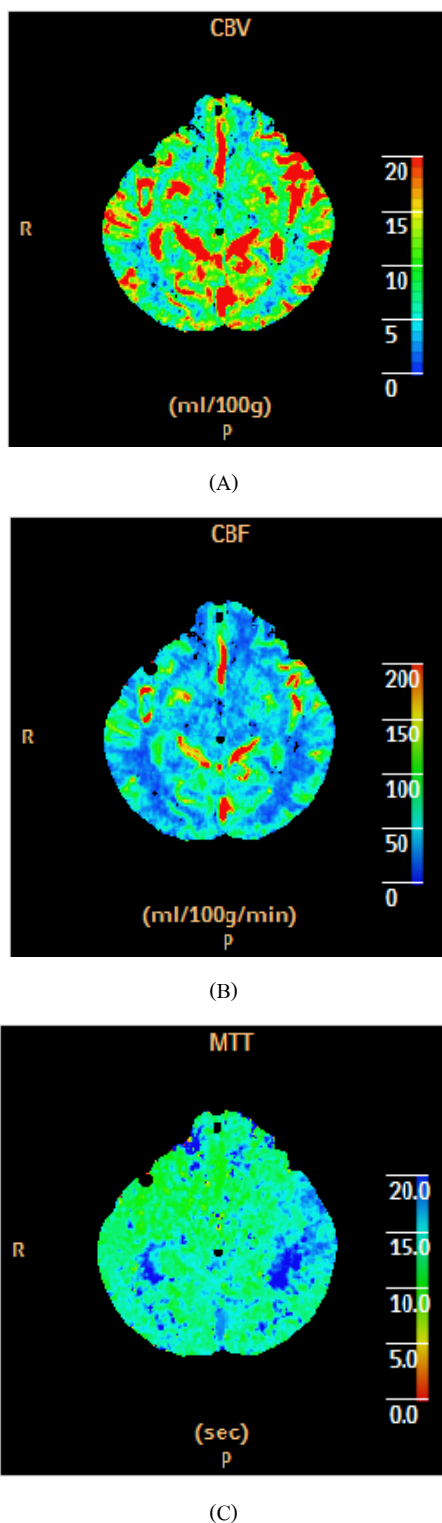 CBV
20
15
R
10
5
0
(ml/100g)
P
(A)
CBF
200
150
R
100
50
0
(ml/100g/min)
P
(B)
MTT
20.0
R
15.0
10.0
5.0
0.0
(sec)
P
(C)